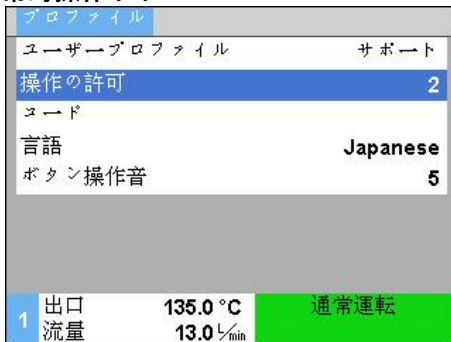 プロファイル
ユーザープロファイル サポート
操作の許可 2
コード
言語 Japanese
ボタン操作音 5
1 出口 135.0 °C 通常運転
流量 13.0 L/min